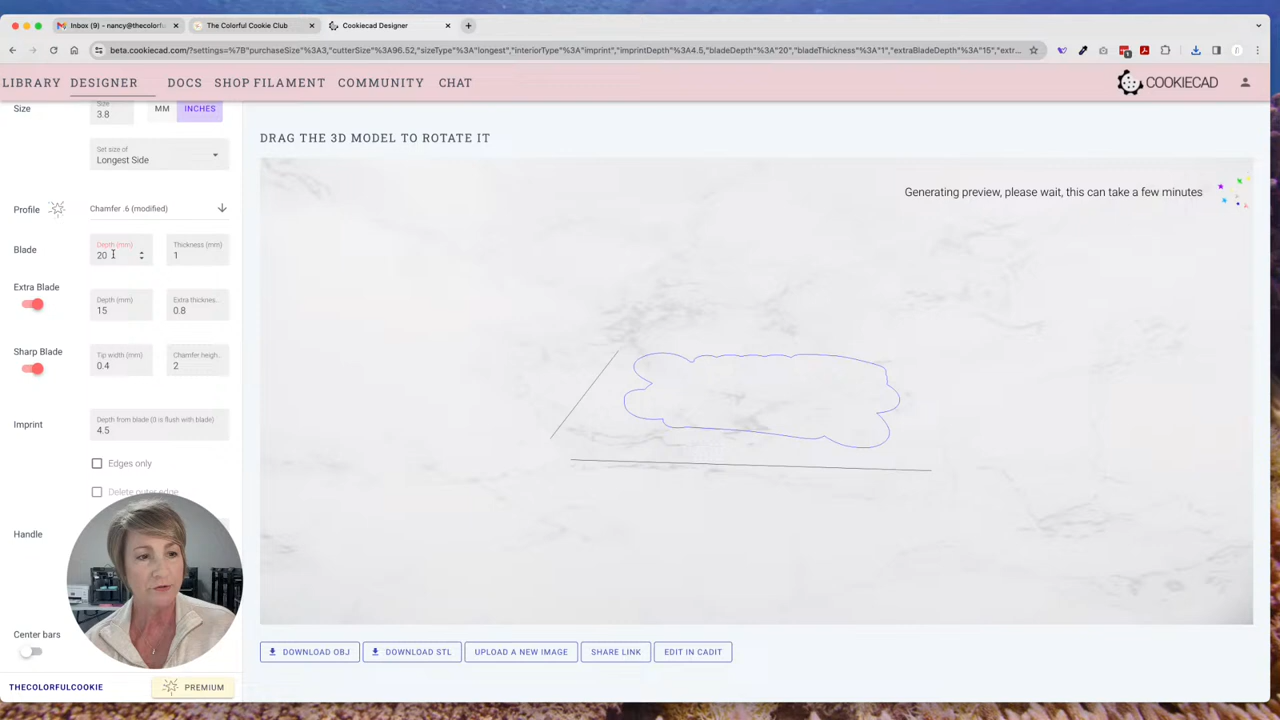 Inbox (9) - nancy@thecolorfu
The Colorful Cookie Club
Cookiecad Designer
beta.cookiecad.com/?settings=%7B"purchaseSize"%3A3,"cutterSize"%3A96.52,"sizeType"%3A"longest","interiorType"%3A"imprint","imprintDepth"%3A4.5,"bladeDepth"%3A"20","bladeThickness"%3A"1","extraBladeDepth"%3A"15","extr...
LIBRARY DESIGNER DOCS SHOP FILAMENT COMMUNITY CHAT COOKIECAD
Size
Size
3.8
MM INCHES
Set size of
Longest Side
DRAG THE 3D MODEL TO ROTATE IT
Generating preview, please wait, this can take a few minutes
Profile Chamfer .6 (modified)
Blade
Depth (mm)
20
Thickness (mm)
1
Extra Blade
Depth (mm)
15
Extra thicknes...
0.8
Sharp Blade
Tip width (mm)
0.4
Chamfer heigh..
2
Imprint
Depth from blade (0 is flush with blade)
4.5
Edges only
Delete outer edge
Handle
Center bars
DOWNLOAD OBJ DOWNLOAD STL UPLOAD A NEW IMAGE SHARE LINK EDIT IN CADIT
THECOLORFULCOOKIE PREMIUM